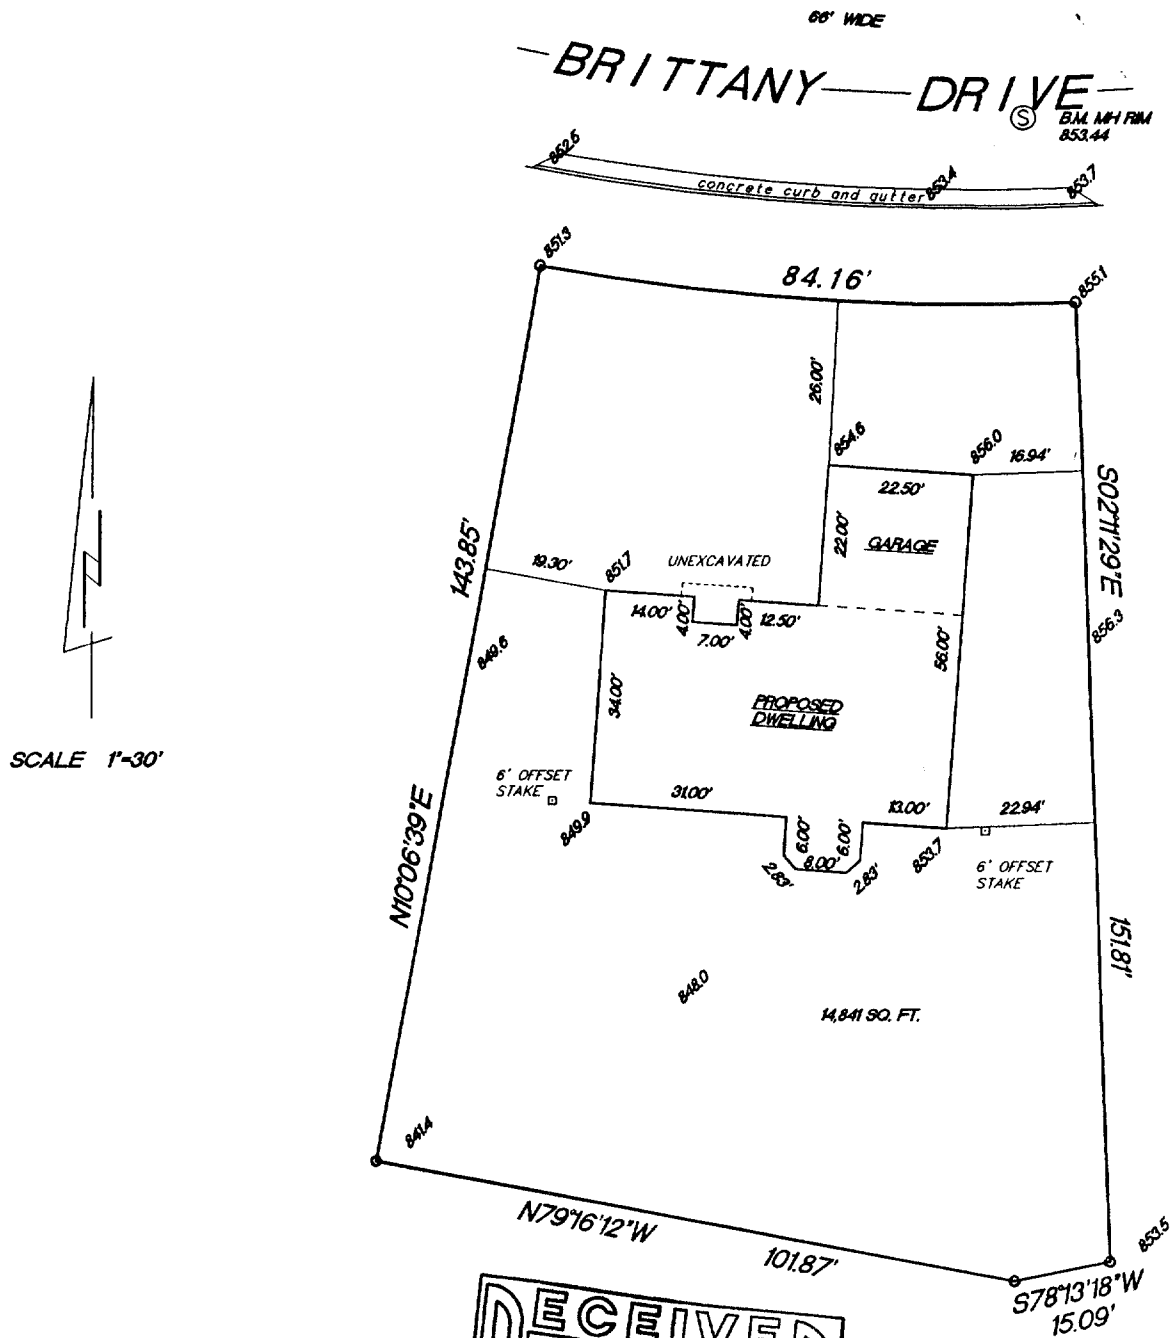 66' WIDE
BRITTANY DRIVE
S
B.M. MH RIM
853.44
852.5
concrete curb and gutter
853.4
853.7
851.3
84.16'
855.1
26.00'
854.6
856.0
16.94'
22.50'
22.00'
GARAGE
S02°11'29"E
143.85'
19.30'
851.7
UNEXCAVATED
14.00'
4.00'
7.00'
4.00'
12.50'
56.00'
856.3
849.6
34.00'
PROPOSED
DWELLING
SCALE 1"=30'
6' OFFSET
STAKE
31.00'
13.00'
22.94'
849.9
6.00'
6.00'
8.00'
2.83'
2.83'
853.7
6' OFFSET
STAKE
N10°06'39"E
151.81'
848.0
14,841 SQ. FT.
841.4
N79°16'12"W
101.87'
853.5
S78°13'18"W
15.09'
RECEIVED